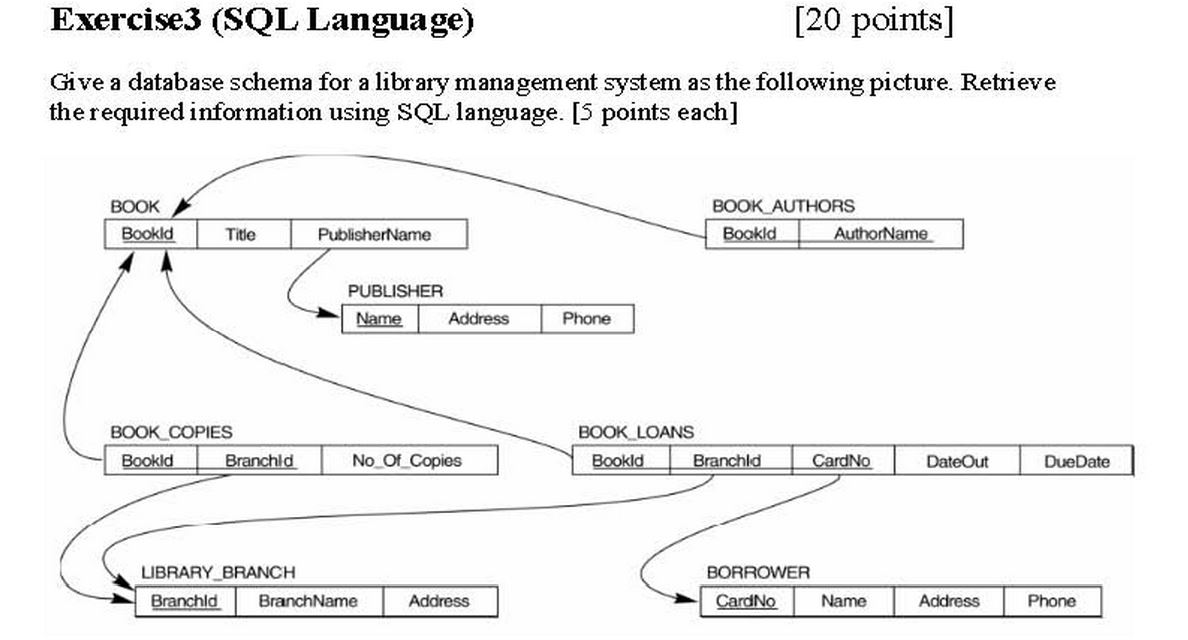 Exercise3 (SQL Language) [20 points]
Give a database schema for a library management system as the following picture. Retrieve
the required information using SQL language. [5 points each]
BOOK
BookId Title PublisherName
BOOK_AUTHORS
BookId AuthorName
PUBLISHER
Name Address Phone
BOOK_COPIES
BookId BranchId No_Of_Copies
BOOK_LOANS
BookId BranchId CardNo DateOut DueDate
LIBRARY_BRANCH
BranchId BranchName Address
BORROWER
CardNo Name Address Phone